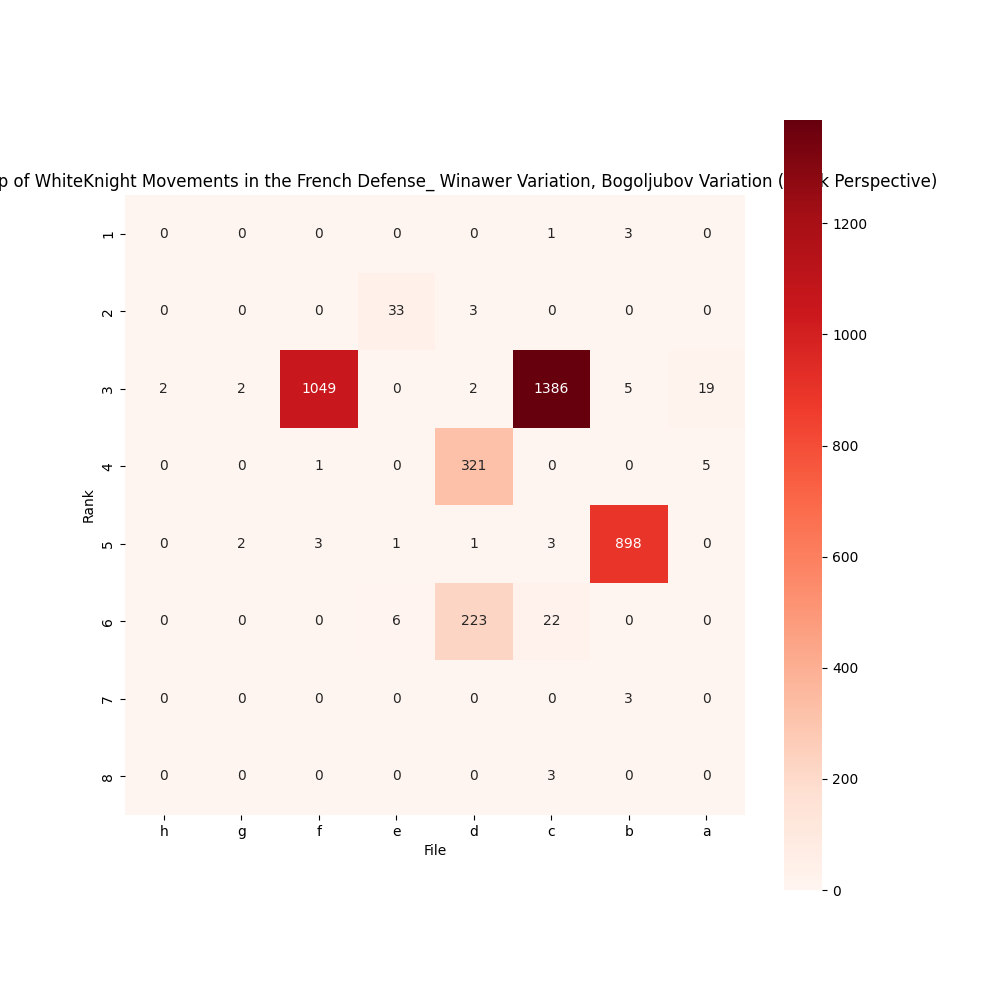 p of WhiteKnight Movements in the French Defense_ Winawer Variation, Bogoljubov Variation ( k Perspective)
1 0 0 0 0 0 1 3 0
2 0 0 0 33 3 0 0 0
3 2 2 1049 0 2 1386 5 19
4 0 0 1 0 321 0 0 5
5 0 2 3 1 1 3 898 0
6 0 0 0 6 223 22 0 0
7 0 0 0 0 0 0 3 0
8 0 0 0 0 0 3 0 0
h g f e d c b a
File
Rank
1200
1000
800
600
400
200
0